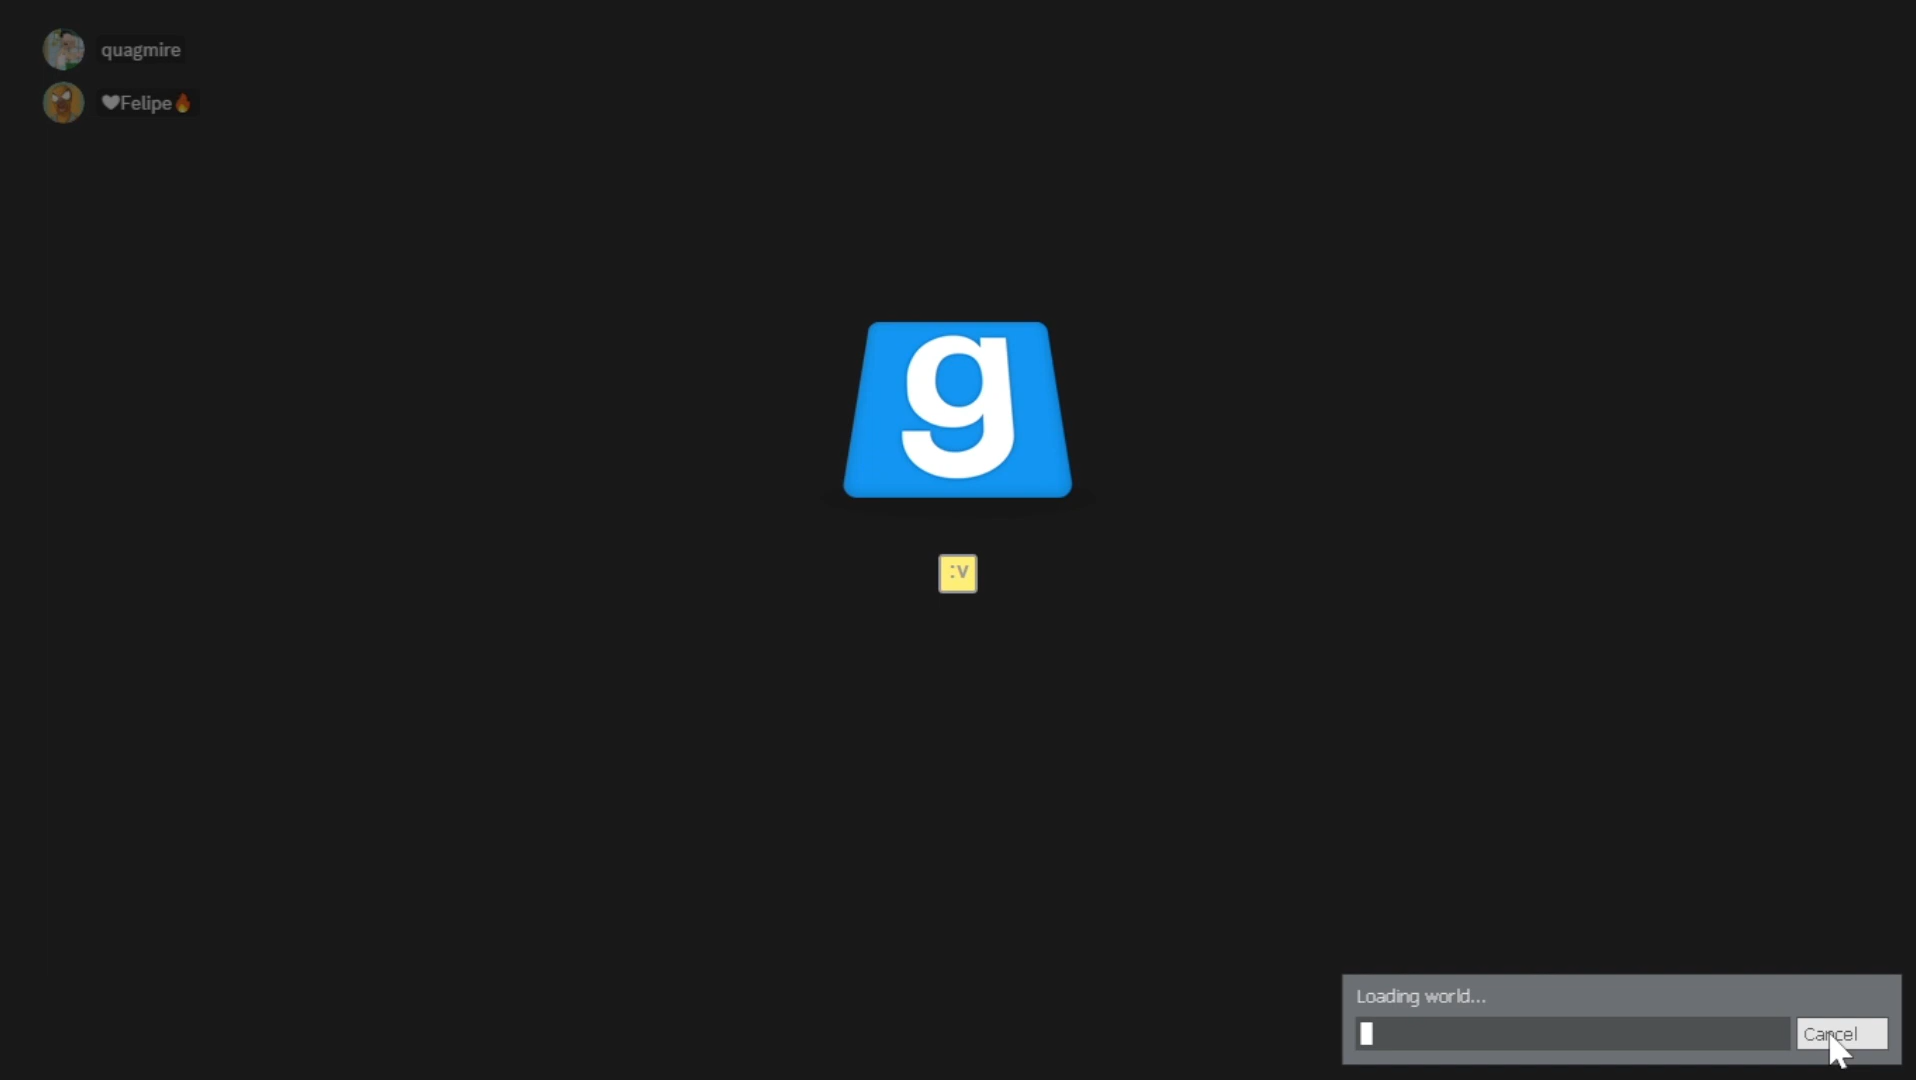 quagmire
🤍Felipe🔥
g
:v
Loading world...
Cancel